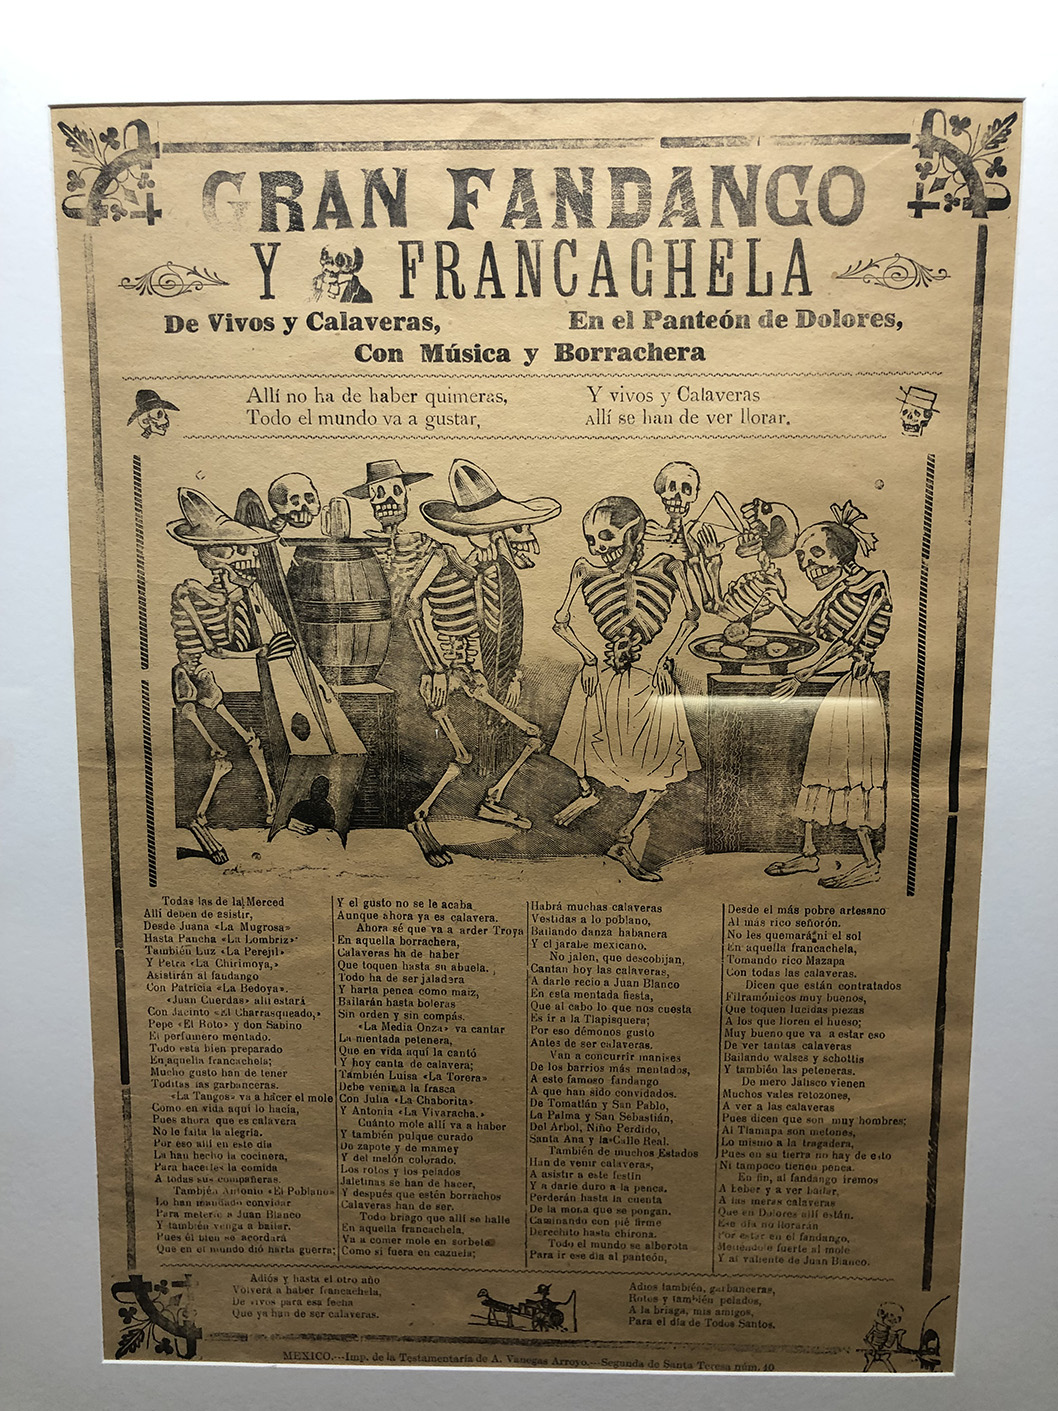 GRAN FANDANGO
Y FRANCACHELA
De Vivos y Calaveras, En el Panteón de Dolores,
Con Música y Borrachera
Allí no ha de haber quimeras,
Todo el mundo va a gustar,
Y vivos y Calaveras
Allí se han de ver llorar.
Todas las de la Merced
Allí deben de asistir,
Desde Juana «La Mugrosa»
Hasta Pancha «La Lombriz»
También Luz «La Perejil»
Y Petra «La Chirimoya,»
Asistirán al fandango
Con Patricia «La Bedoya».
«Juan Cuerdas» allí estará
Con Jacinto «El Charrasqueado,»
Pepe «El Roto» y don Sabino
El perfumero mentado.
Todo está bien preparado
En aquella francachela;
Mucho gusto han de tener
Toditas las garbanceras.
«La Tangos» va a hacer el mole
Como en vida aquí lo hacía,
Pues ahora que es calavera
No le falta la alegría.
Por eso allí en este día
La han hecho la cocinera,
Para hacerles la comida
A todas sus compañeras.
También Antonio «El Poblano»
Lo han mandado convidar
Para meterle a Juan Blanco
Y también venga a bailar.
Pues él bien se acordará
Que en el mundo dió harta guerra;
Y el gusto no se le acaba
Aunque ahora ya es calavera.
Ahora sé que va a arder Troya
En aquella borrachera,
Calaveras ha de haber
Que toquen hasta su abuela.
Todo ha de ser jaladera
Y harta penca como maíz,
Bailarán hasta boleras
Sin orden y sin compás.
«La Media Onza» va cantar
La mentada petenera,
Que en vida aquí la cantó
Y hoy canta de calavera;
También Luisa «La Torera»
Debe venir a la frasca
Con Julia «La Chaborita»
Y Antonia «La Vivaracha.»
Cuánto mole allí va a haber
Y también pulque curado
De zapote y de mamey
Y del melón colorado.
Los rotos y los pelados
Jaletinas se han de hacer,
Y después que estén borrachos
Calaveras han de ser.
Todo briago que allí se halle
En aquella francachela,
Va a comer mole en sorbete
Como si fuera en cazuela;
Habrá muchas calaveras
Vestidas a lo poblano,
Bailando danza habanera
Y el jarabe mexicano.
No jalen, que descobijan,
Cantan hoy las calaveras,
A darle recio a Juan Blanco
En esta mentada fiesta,
Que al cabo lo que nos cuesta
Es ir a la Tlapisquera;
Por eso démonos gusto
Antes de ser calaveras.
Van a concurrir manises
De los barrios más mentados,
A este famoso fandango
A que han sido convidados.
De Tomatlán y San Pablo,
La Palma y San Sebastián,
Del Arbol, Niño Perdido,
Santa Ana y la Calle Real.
También de muchos Estados
Han de venir calaveras,
A asistir a este festín
Y a darle duro a la penca.
Perderán hasta la cuenta
De la mona que se pongan.
Caminando con pié firme
Derechito hasta chirona.
Todo el mundo se alborota
Para ir ese día al panteón,
Desde el más pobre artesano
Al más rico señorón.
No les quemará ni el sol
En aquella francachela,
Tomando rico Mazapa
Con todas las calaveras.
Dicen que están contratados
Filramónicos muy buenos,
Que toquen lucidas piezas
A los que lloren el hueso;
Muy bueno que va a estar eso
De ver tantas calaveras
Bailando walses y schottis
Y también las peteneras.
De mero Jalisco vienen
Muchos vales retozones,
A ver a las calaveras
Pues dicen que son muy hombres;
Al Tlamapa son melones,
Lo mismo a la tragadera,
Pues en su tierra no hay de esto
Ni tampoco tienen penca.
En fin, al fandango iremos
A beber y a ver bailar,
A las meras calaveras
Que en Dolores allí están.
Ese día no llorarán
Por estar en el fandango,
Metiéndole fuerte al mole
Y al valiente de Juan Blanco.
Adiós y hasta el otro año
Volverá a haber francachela,
De vivos para esa fecha
Que ya han de ser calaveras.
Adiós también, garbanceras,
Rotos y también pelados,
A la briaga, mis amigos,
Para el día de Todos Santos.
MEXICO.—Imp. de la Testamentaría de A. Vanegas Arroyo.—Segunda de Santa Teresa núm. 40